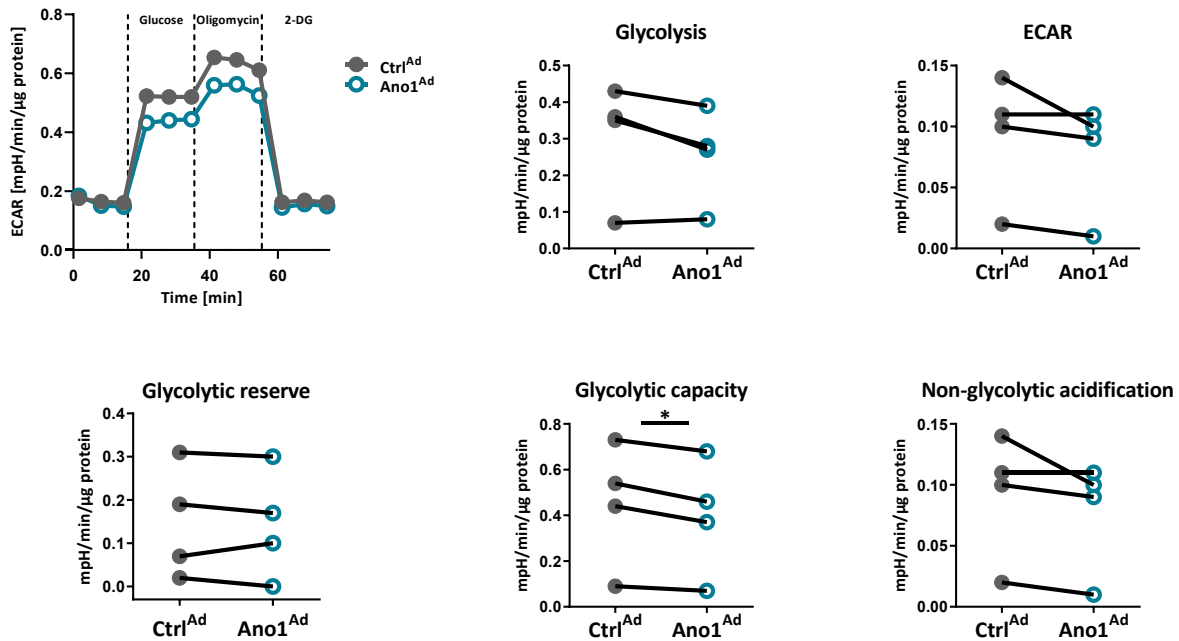 ECAR [mpH/min/µg protein]
0.8
0.6
0.4
0.2
0.0
Glucose
Oligomycin
2-DG
0
20
40
60
Time [min]
Ctrl^Ad
Ano1^Ad
Glycolysis
mpH/min/µg protein
0.5
0.4
0.3
0.2
0.1
0.0
Ctrl^Ad
Ano1^Ad
ECAR
mpH/min/µg protein
0.15
0.10
0.05
0.00
Ctrl^Ad
Ano1^Ad
Glycolytic reserve
mpH/min/µg protein
0.4
0.3
0.2
0.1
0.0
Ctrl^Ad
Ano1^Ad
Glycolytic capacity
*
mpH/min/µg protein
0.8
0.6
0.4
0.2
0.0
Ctrl^Ad
Ano1^Ad
Non-glycolytic acidification
mpH/min/µg protein
0.15
0.10
0.05
0.00
Ctrl^Ad
Ano1^Ad